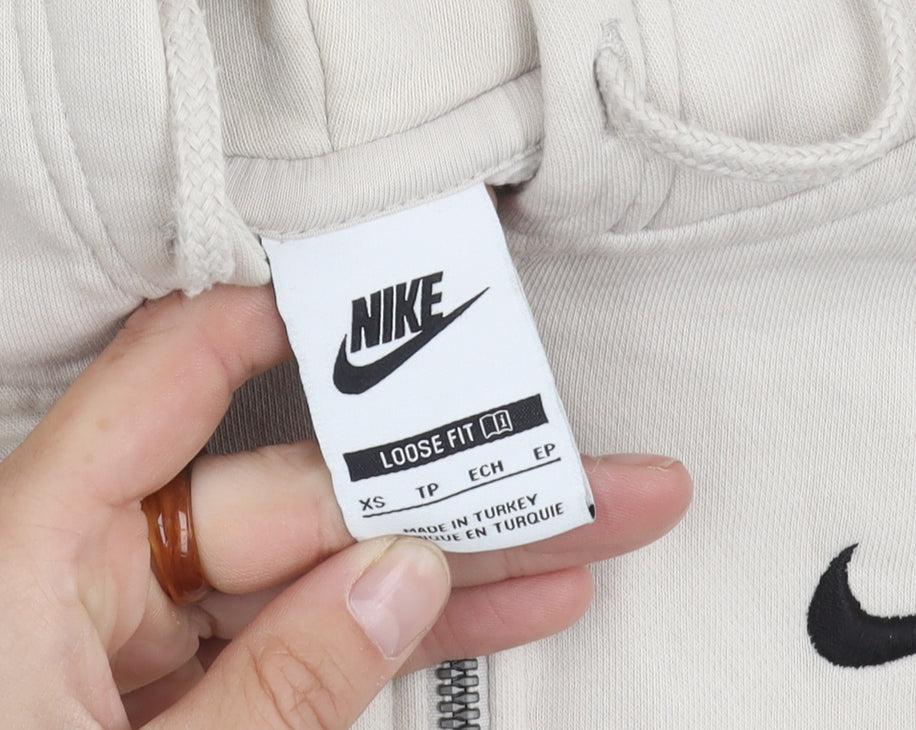 NIKE
LOOSE FIT
XS TP ECH EP
MADE IN TURKEY
EN TURQUIE